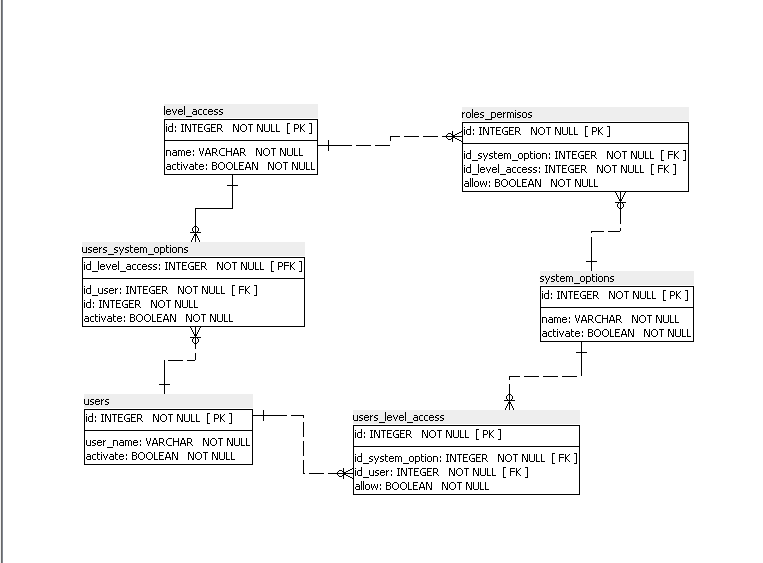 level_access
id: INTEGER NOT NULL [ PK ]
name: VARCHAR NOT NULL
activate: BOOLEAN NOT NULL
roles_permisos
id: INTEGER NOT NULL [ PK ]
id_system_option: INTEGER NOT NULL [ FK ]
id_level_access: INTEGER NOT NULL [ FK ]
allow: BOOLEAN NOT NULL
users_system_options
id_level_access: INTEGER NOT NULL [ PFK ]
id_user: INTEGER NOT NULL [ FK ]
id: INTEGER NOT NULL
activate: BOOLEAN NOT NULL
system_options
id: INTEGER NOT NULL [ PK ]
name: VARCHAR NOT NULL
activate: BOOLEAN NOT NULL
users
id: INTEGER NOT NULL [ PK ]
user_name: VARCHAR NOT NULL
activate: BOOLEAN NOT NULL
users_level_access
id: INTEGER NOT NULL [ PK ]
id_system_option: INTEGER NOT NULL [ FK ]
id_user: INTEGER NOT NULL [ FK ]
allow: BOOLEAN NOT NULL